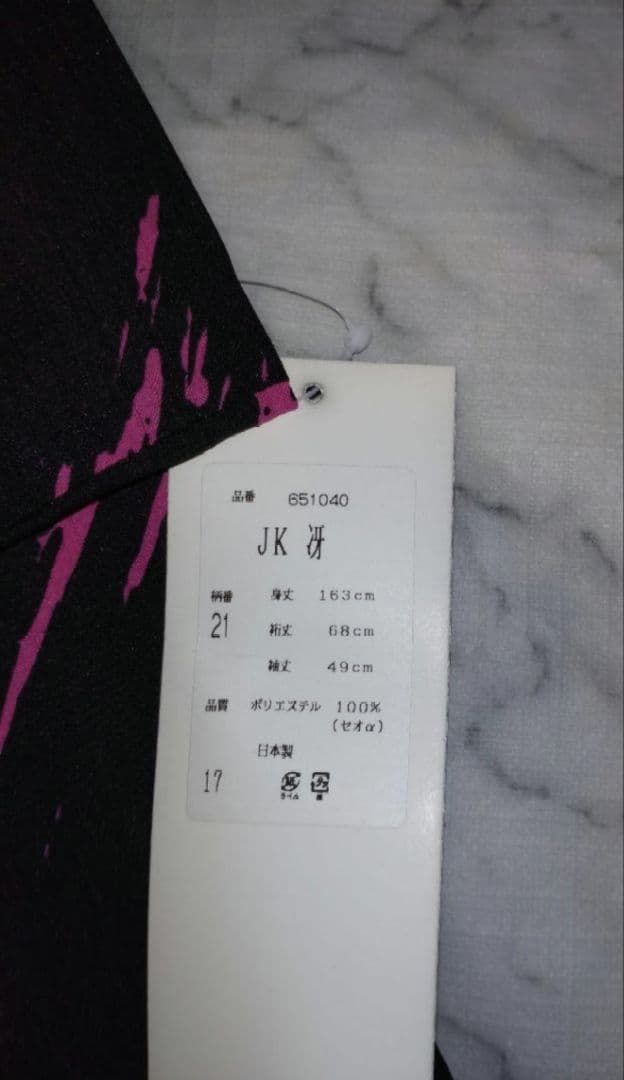 品番 651040
JK 冴
柄番 身丈 163cm
21 裄丈 68cm
袖丈 49cm
品質 ポリエステル 100%
(セオα)
日本製
17